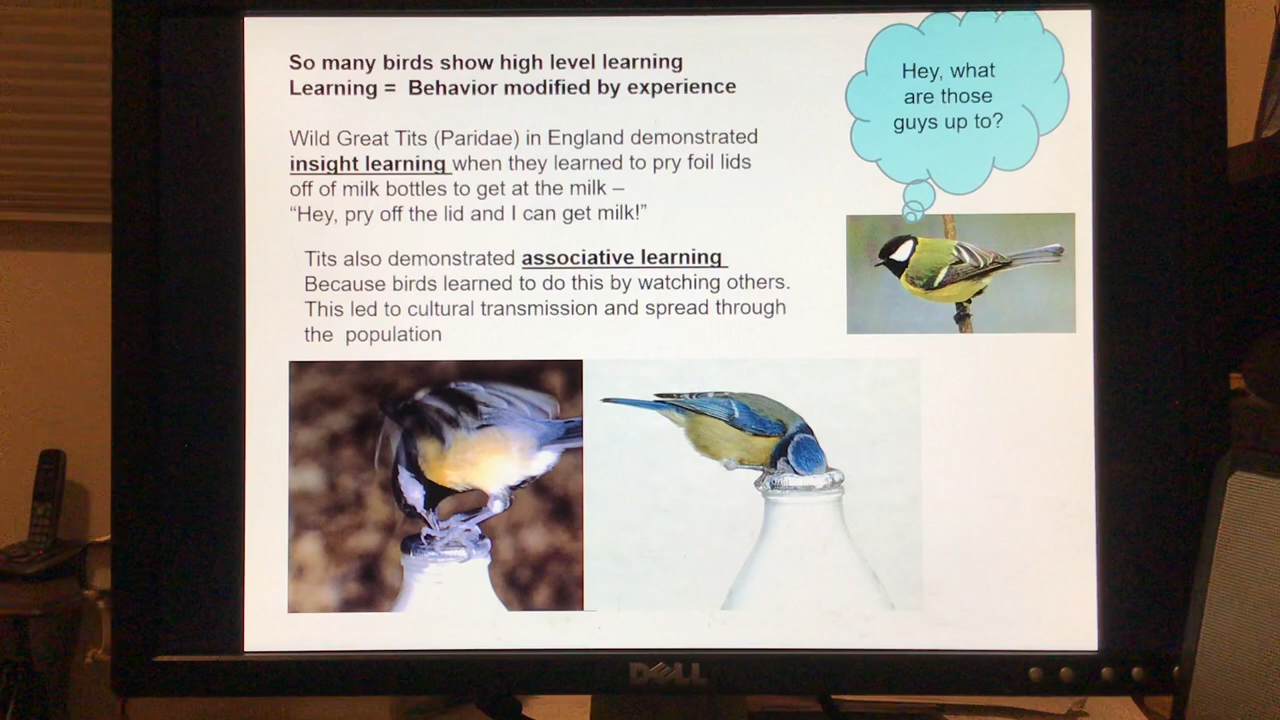 So many birds show high level learning
Learning = Behavior modified by experience
Hey, what
are those
guys up to?
Wild Great Tits (Paridae) in England demonstrated
insight learning when they learned to pry foil lids
off of milk bottles to get at the milk –
“Hey, pry off the lid and I can get milk!”
Tits also demonstrated associative learning
Because birds learned to do this by watching others.
This led to cultural transmission and spread through
the population
DELL